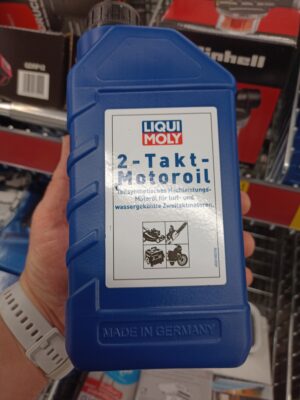 LIQUI
MOLY
2-Takt-
Motoroil
Teilsynthetisches Hochleistungs-
Motoröl für luft- und
wassergekühlte Zweitaktmotoren.
MADE IN GERMANY
Einhell